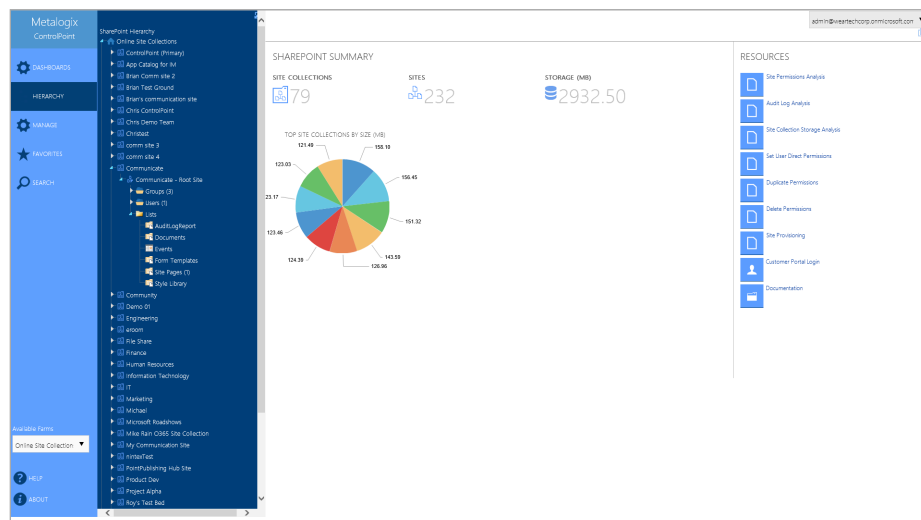 Metalogix
ControlPoint
DASHBOARDS
HIERARCHY
MANAGE
FAVORITES
SEARCH
Available Farms
Online Site Collection
HELP
ABOUT
SharePoint Hierarchy
Online Site Collections
ControlPoint (Primary)
App Catalog for IM
Brian Comm site 2
Brian Test Ground
Brian's communication site
Chris ControlPoint
Chris Demo Team
Christest
comm site 3
comm site 4
Communicate
Communicate - Root Site
Groups (3)
Users (1)
Lists
AuditLogReport
Documents
Events
Form Templates
Site Pages (1)
Style Library
Community
Demo 01
Engineering
eroom
File Share
Finance
Human Resources
Information Technology
IT
Marketing
Michael
Microsoft Roadshows
Mike Rain O365 Site Collection
My Communication Site
nintexTest
PointPublishing Hub Site
Product Dev
Project Alpha
Roy's Test Bed
admin@weartechcorp.onmicrosoft.con
SHAREPOINT SUMMARY
SITE COLLECTIONS
79
SITES
232
STORAGE (MB)
2932.50
TOP SITE COLLECTIONS BY SIZE (MB)
121.49
158.10
123.03
156.45
23.17
151.32
123.46
143.59
124.39
126.96
RESOURCES
Site Permissions Analysis
Audit Log Analysis
Site Collection Storage Analysis
Set User Direct Permissions
Duplicate Permissions
Delete Permissions
Site Provisioning
Customer Portal Login
Documentation